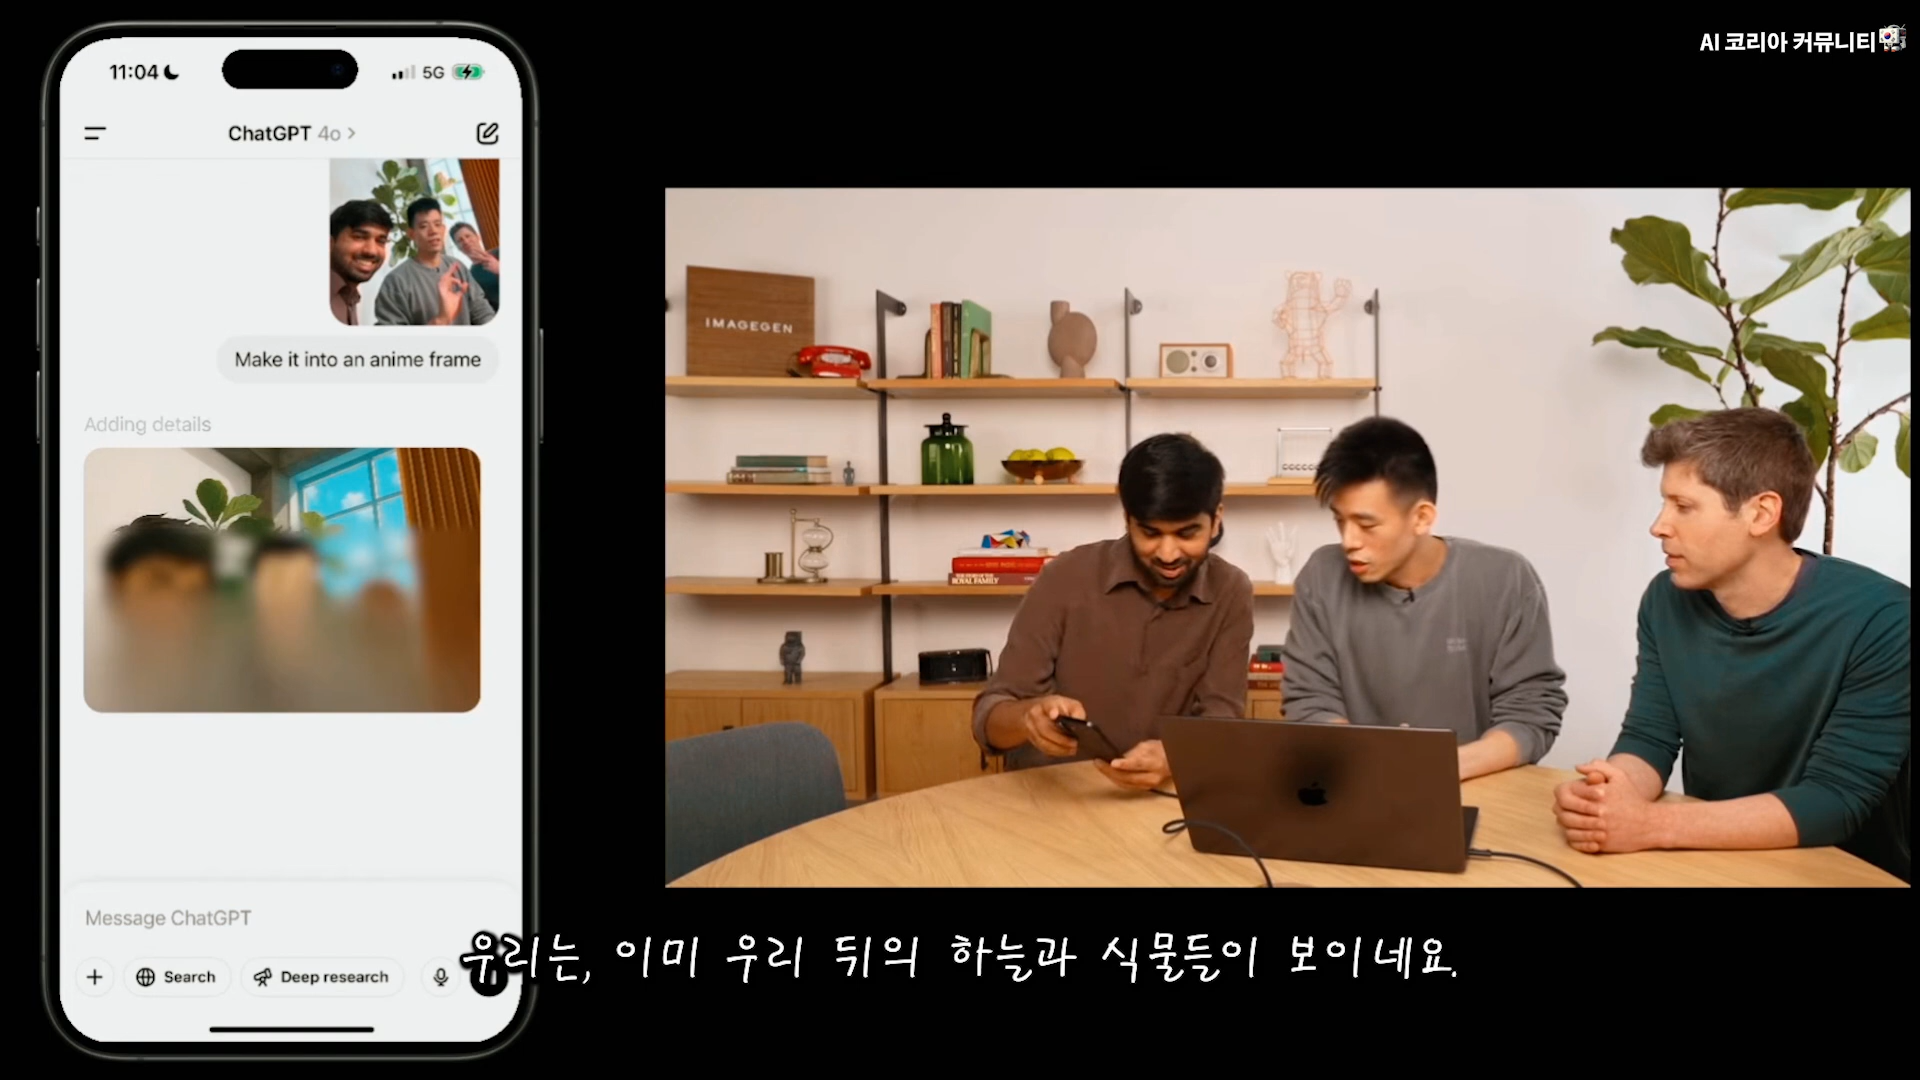 AI 코리아 커뮤니티
11:04
5G
ChatGPT 4o >
Make it into an anime frame
Adding details
Message ChatGPT
Search
Deep research
IMAGEGEN
ROYAL FAMILY
우리는, 이미 우리 뒤의 하늘과 식물들이 보이네요.